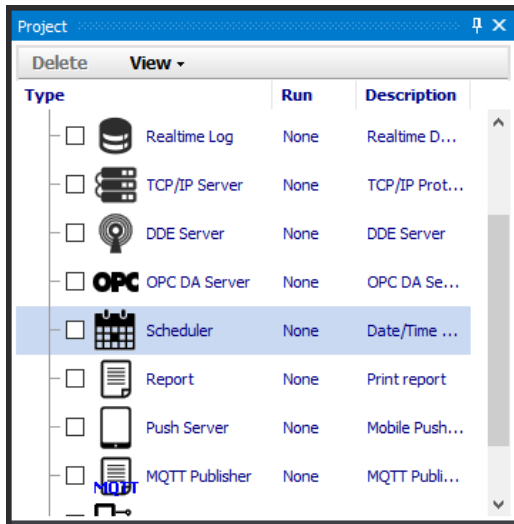 Project
Delete View
Type Run Description
Realtime Log None Realtime D...
TCP/IP Server None TCP/IP Prot...
DDE Server None DDE Server
OPC OPC DA Server None OPC DA Se...
Scheduler None Date/Time ...
Report None Print report
Push Server None Mobile Push...
MQTT MQTT Publisher None MQTT Publi...